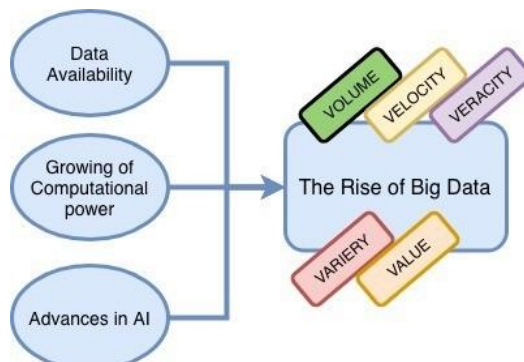 Data
Availability
Growing of
Computational
power
Advances in AI
VOLUME
VELOCITY
VERACITY
The Rise of Big Data
VARIERY
VALUE